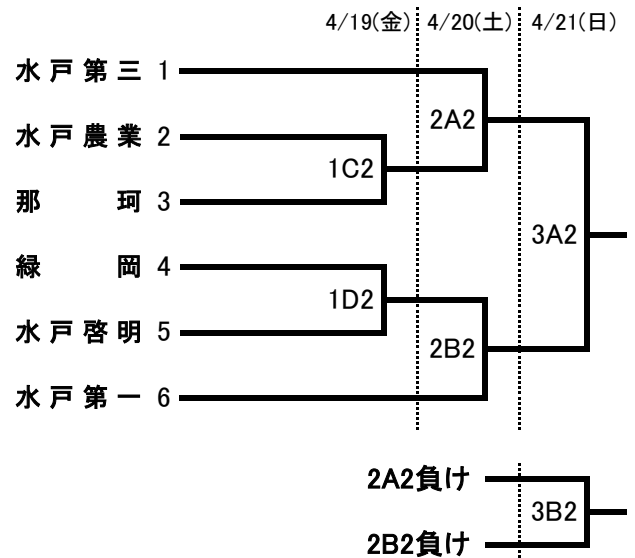 4/19(金) 4/20(土) 4/21(日)
水戸第三 1
2A2
水戸農業 2
1C2
那珂 3
3A2
緑岡 4
1D2
水戸啓明 5
2B2
水戸第一 6
2A2負け
3B2
2B2負け